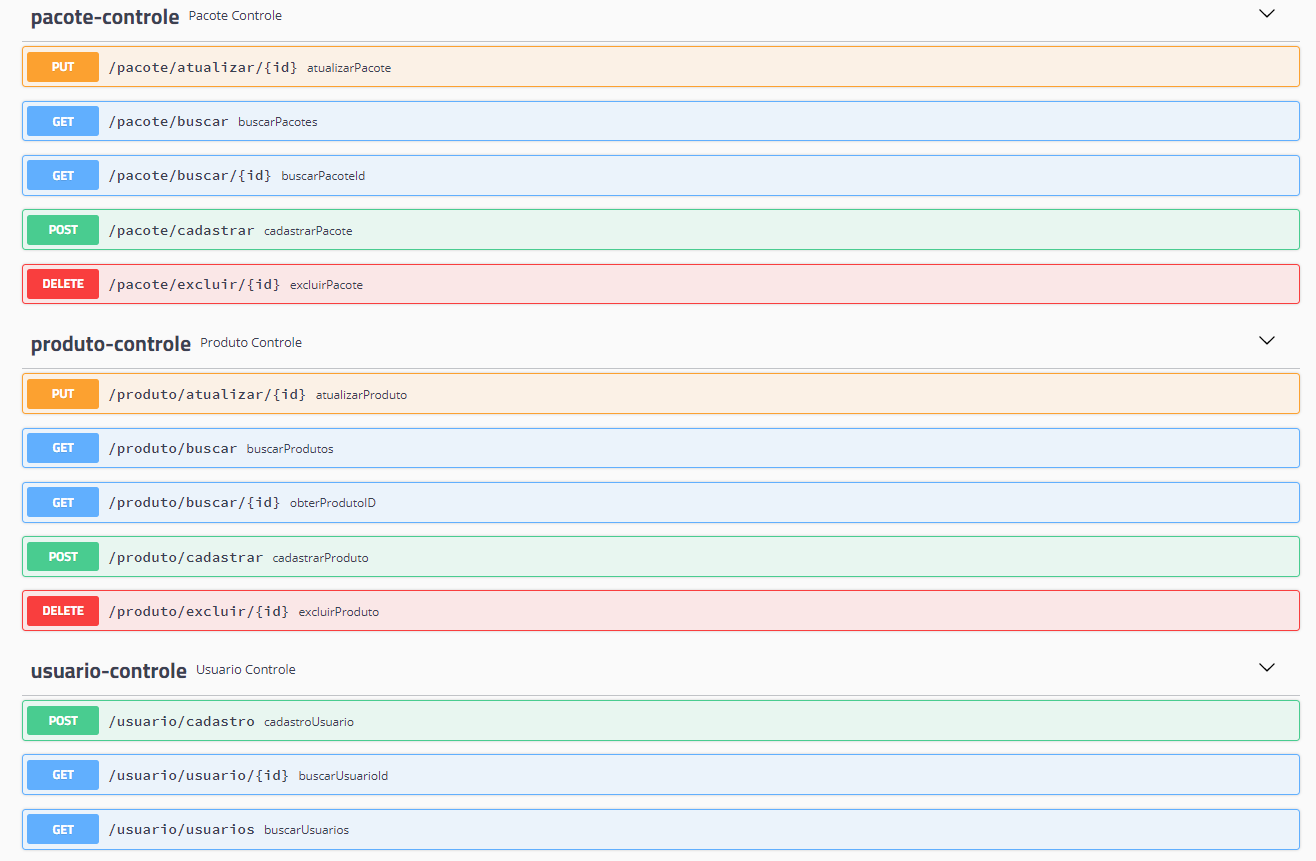 pacote-controle Pacote Controle
PUT /pacote/atualizar/{id} atualizarPacote
GET /pacote/buscar buscarPacotes
GET /pacote/buscar/{id} buscarPacoteId
POST /pacote/cadastrar cadastrarPacote
DELETE /pacote/excluir/{id} excluirPacote
produto-controle Produto Controle
PUT /produto/atualizar/{id} atualizarProduto
GET /produto/buscar buscarProdutos
GET /produto/buscar/{id} obterProdutoID
POST /produto/cadastrar cadastrarProduto
DELETE /produto/excluir/{id} excluirProduto
usuario-controle Usuario Controle
POST /usuario/cadastro cadastroUsuario
GET /usuario/usuario/{id} buscarUsuarioId
GET /usuario/usuarios buscarUsuarios